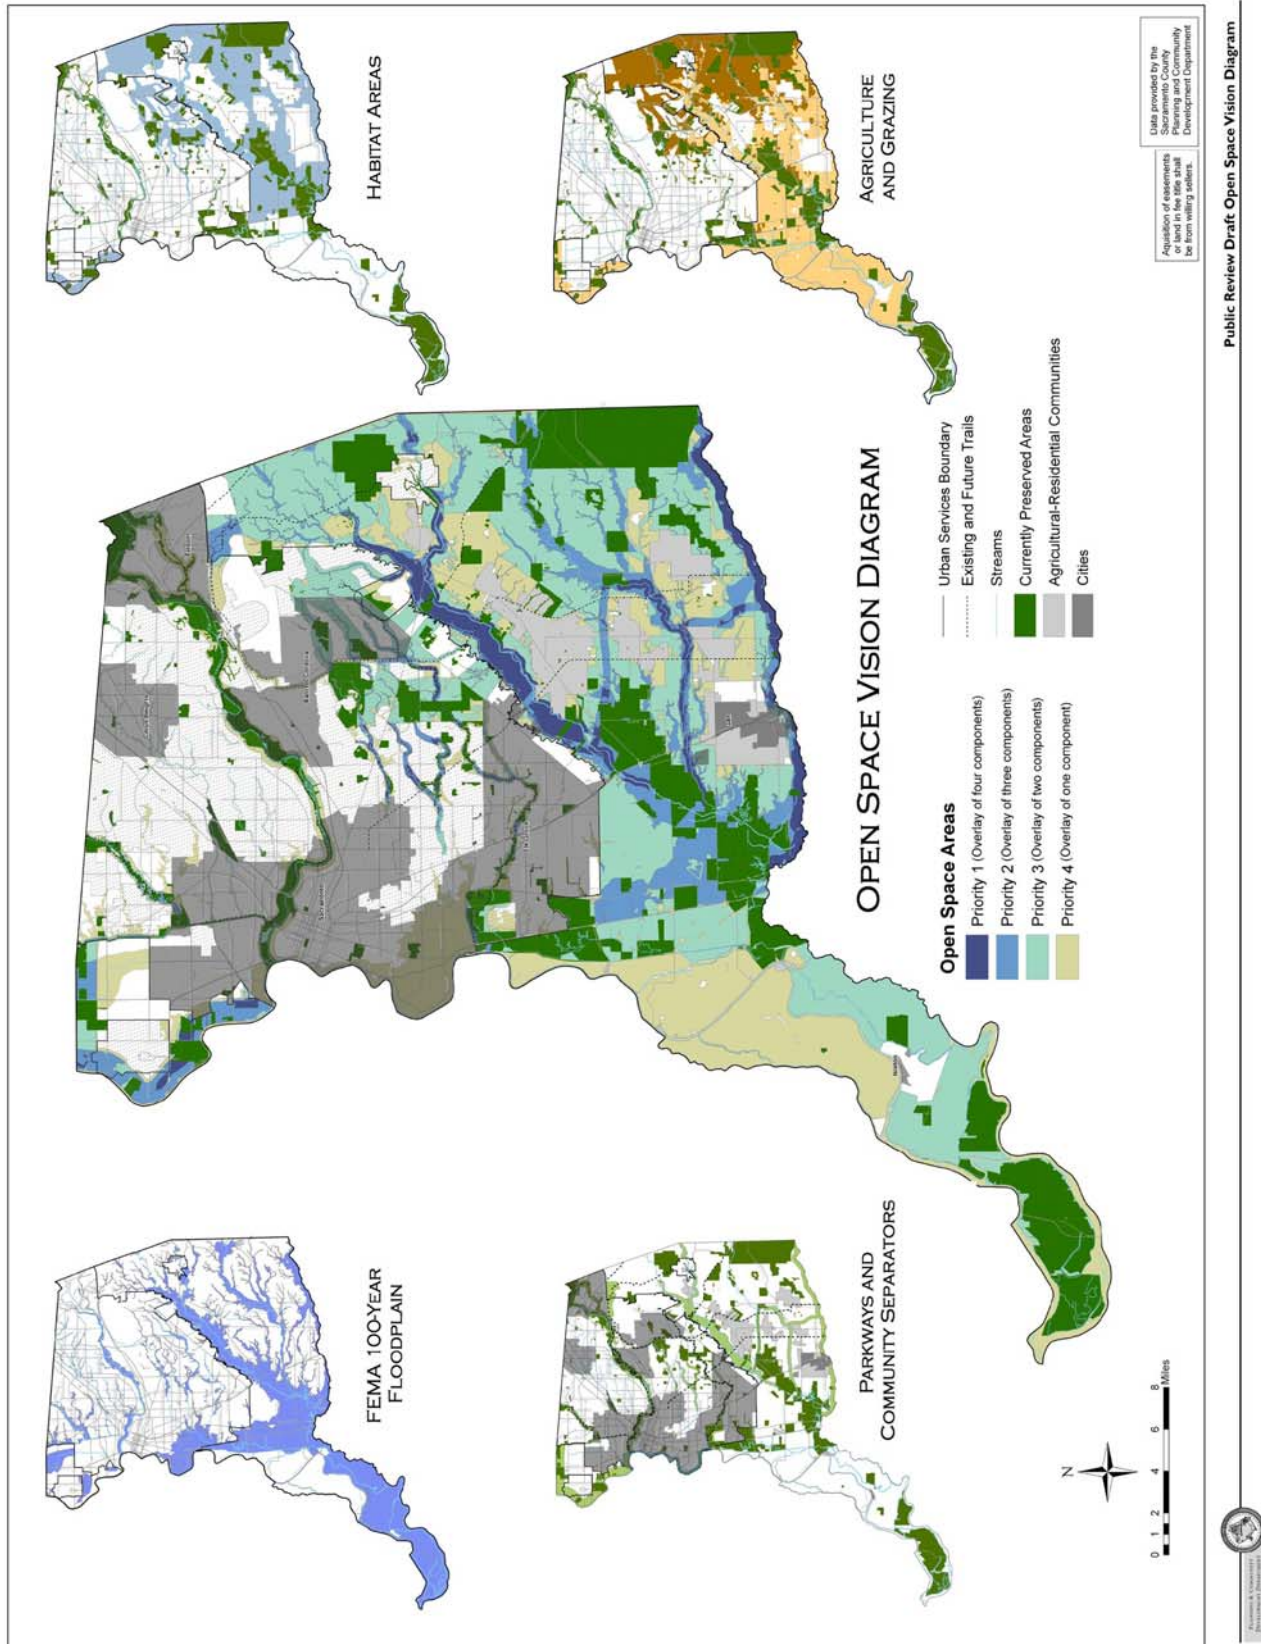 FEMA 100-YEAR
FLOODPLAIN
HABITAT AREAS
PARKWAYS AND
COMMUNITY SEPARATORS
AGRICULTURE
AND GRAZING
OPEN SPACE VISION DIAGRAM
Open Space Areas
Priority 1 (Overlay of four components)
Priority 2 (Overlay of three components)
Priority 3 (Overlay of two components)
Priority 4 (Overlay of one component)
Urban Services Boundary
Existing and Future Trails
Streams
Currently Preserved Areas
Agricultural-Residential Communities
Cities
N
0 1 2 4 6 8
Miles
Aquisition of easements
or land in fee title shall
be from willing sellers.
Data provided by the
Sacramento County
Planning and Community
Development Department
Public Review Draft Open Space Vision Diagram
PLANNING & COMMUNITY
DEVELOPMENT DEPARTMENT